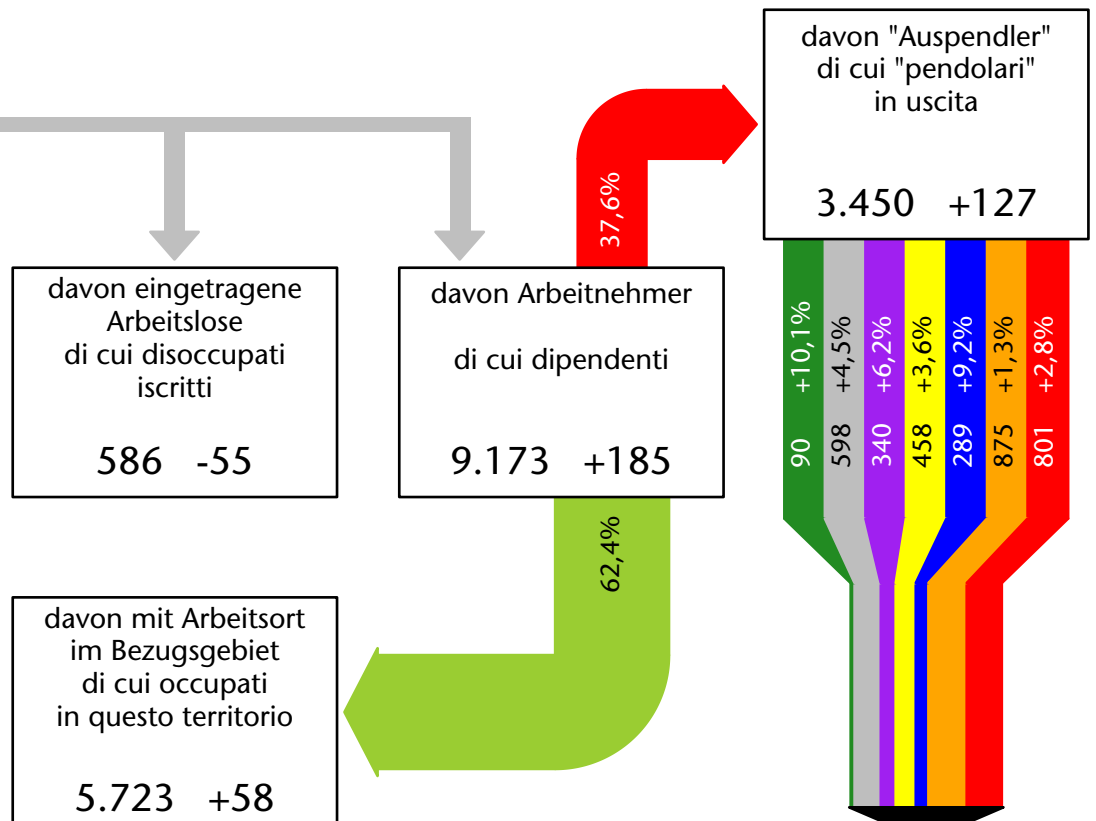 davon "Auspendler"
di cui "pendolari"
in uscita
3.450 +127
37,6%
davon eingetragene
Arbeitslose
di cui disoccupati
iscritti
586 -55
davon Arbeitnehmer
di cui dipendenti
9.173 +185
90 +10,1%
598 +4,5%
340 +6,2%
458 +3,6%
289 +9,2%
875 +1,3%
801 +2,8%
62,4%
davon mit Arbeitsort
im Bezugsgebiet
di cui occupati
in questo territorio
5.723 +58